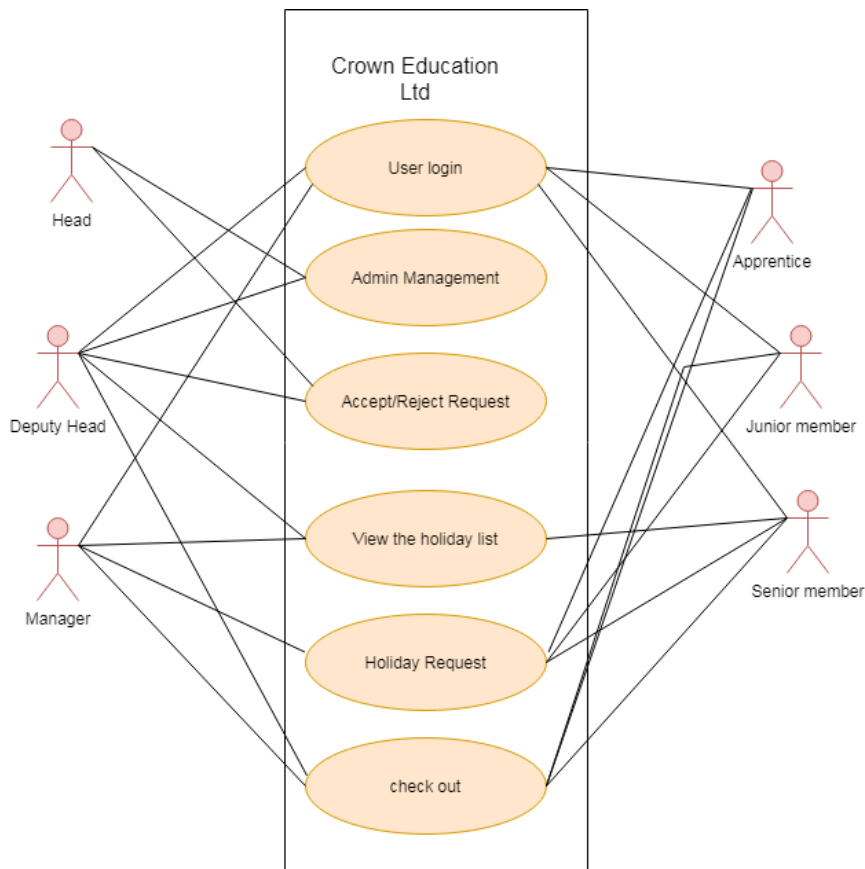 Crown Education
Ltd
User login
Head
Apprentice
Admin Management
Accept/Reject Request
Deputy Head
Junior member
View the holiday list
Manager
Senior member
Holiday Request
check out